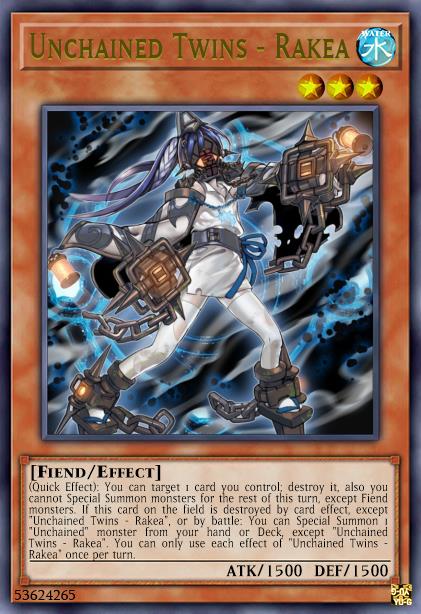 Unchained Twins - Rakea
WATER
水
[Fiend/Effect]
(Quick Effect): You can target 1 card you control; destroy it, also you
cannot Special Summon monsters for the rest of this turn, except Fiend
monsters. If this card on the field is destroyed by card effect, except
"Unchained Twins - Rakea", or by battle: You can Special Summon 1
"Unchained" monster from your hand or Deck, except "Unchained
Twins - Rakea". You can only use each effect of "Unchained Twins -
Rakea" once per turn.
ATK/1500 DEF/1500
53624265